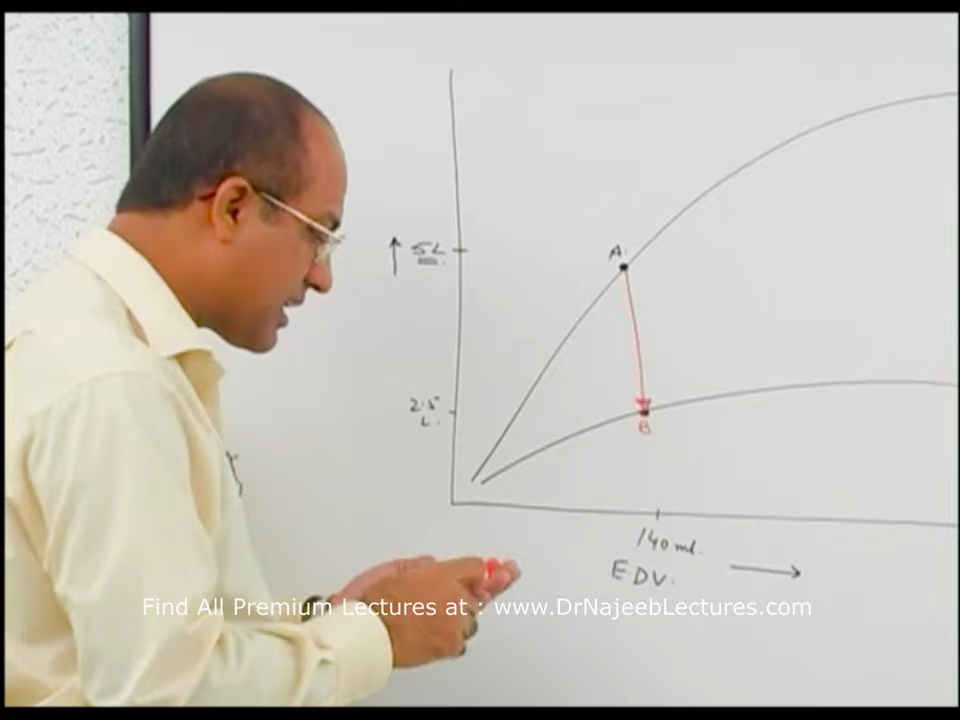 A.
5L
2.5
L.
B
140 ml.
EDV.
Find All Premium Lectures at : www.DrNajeebLectures.com